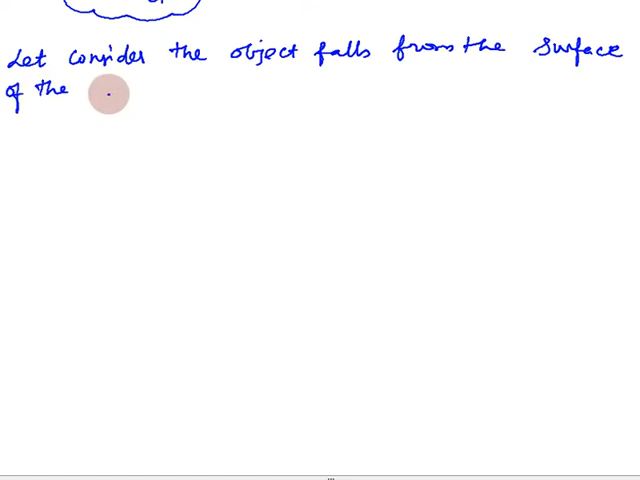 Let consider the object falls from the surface
of the